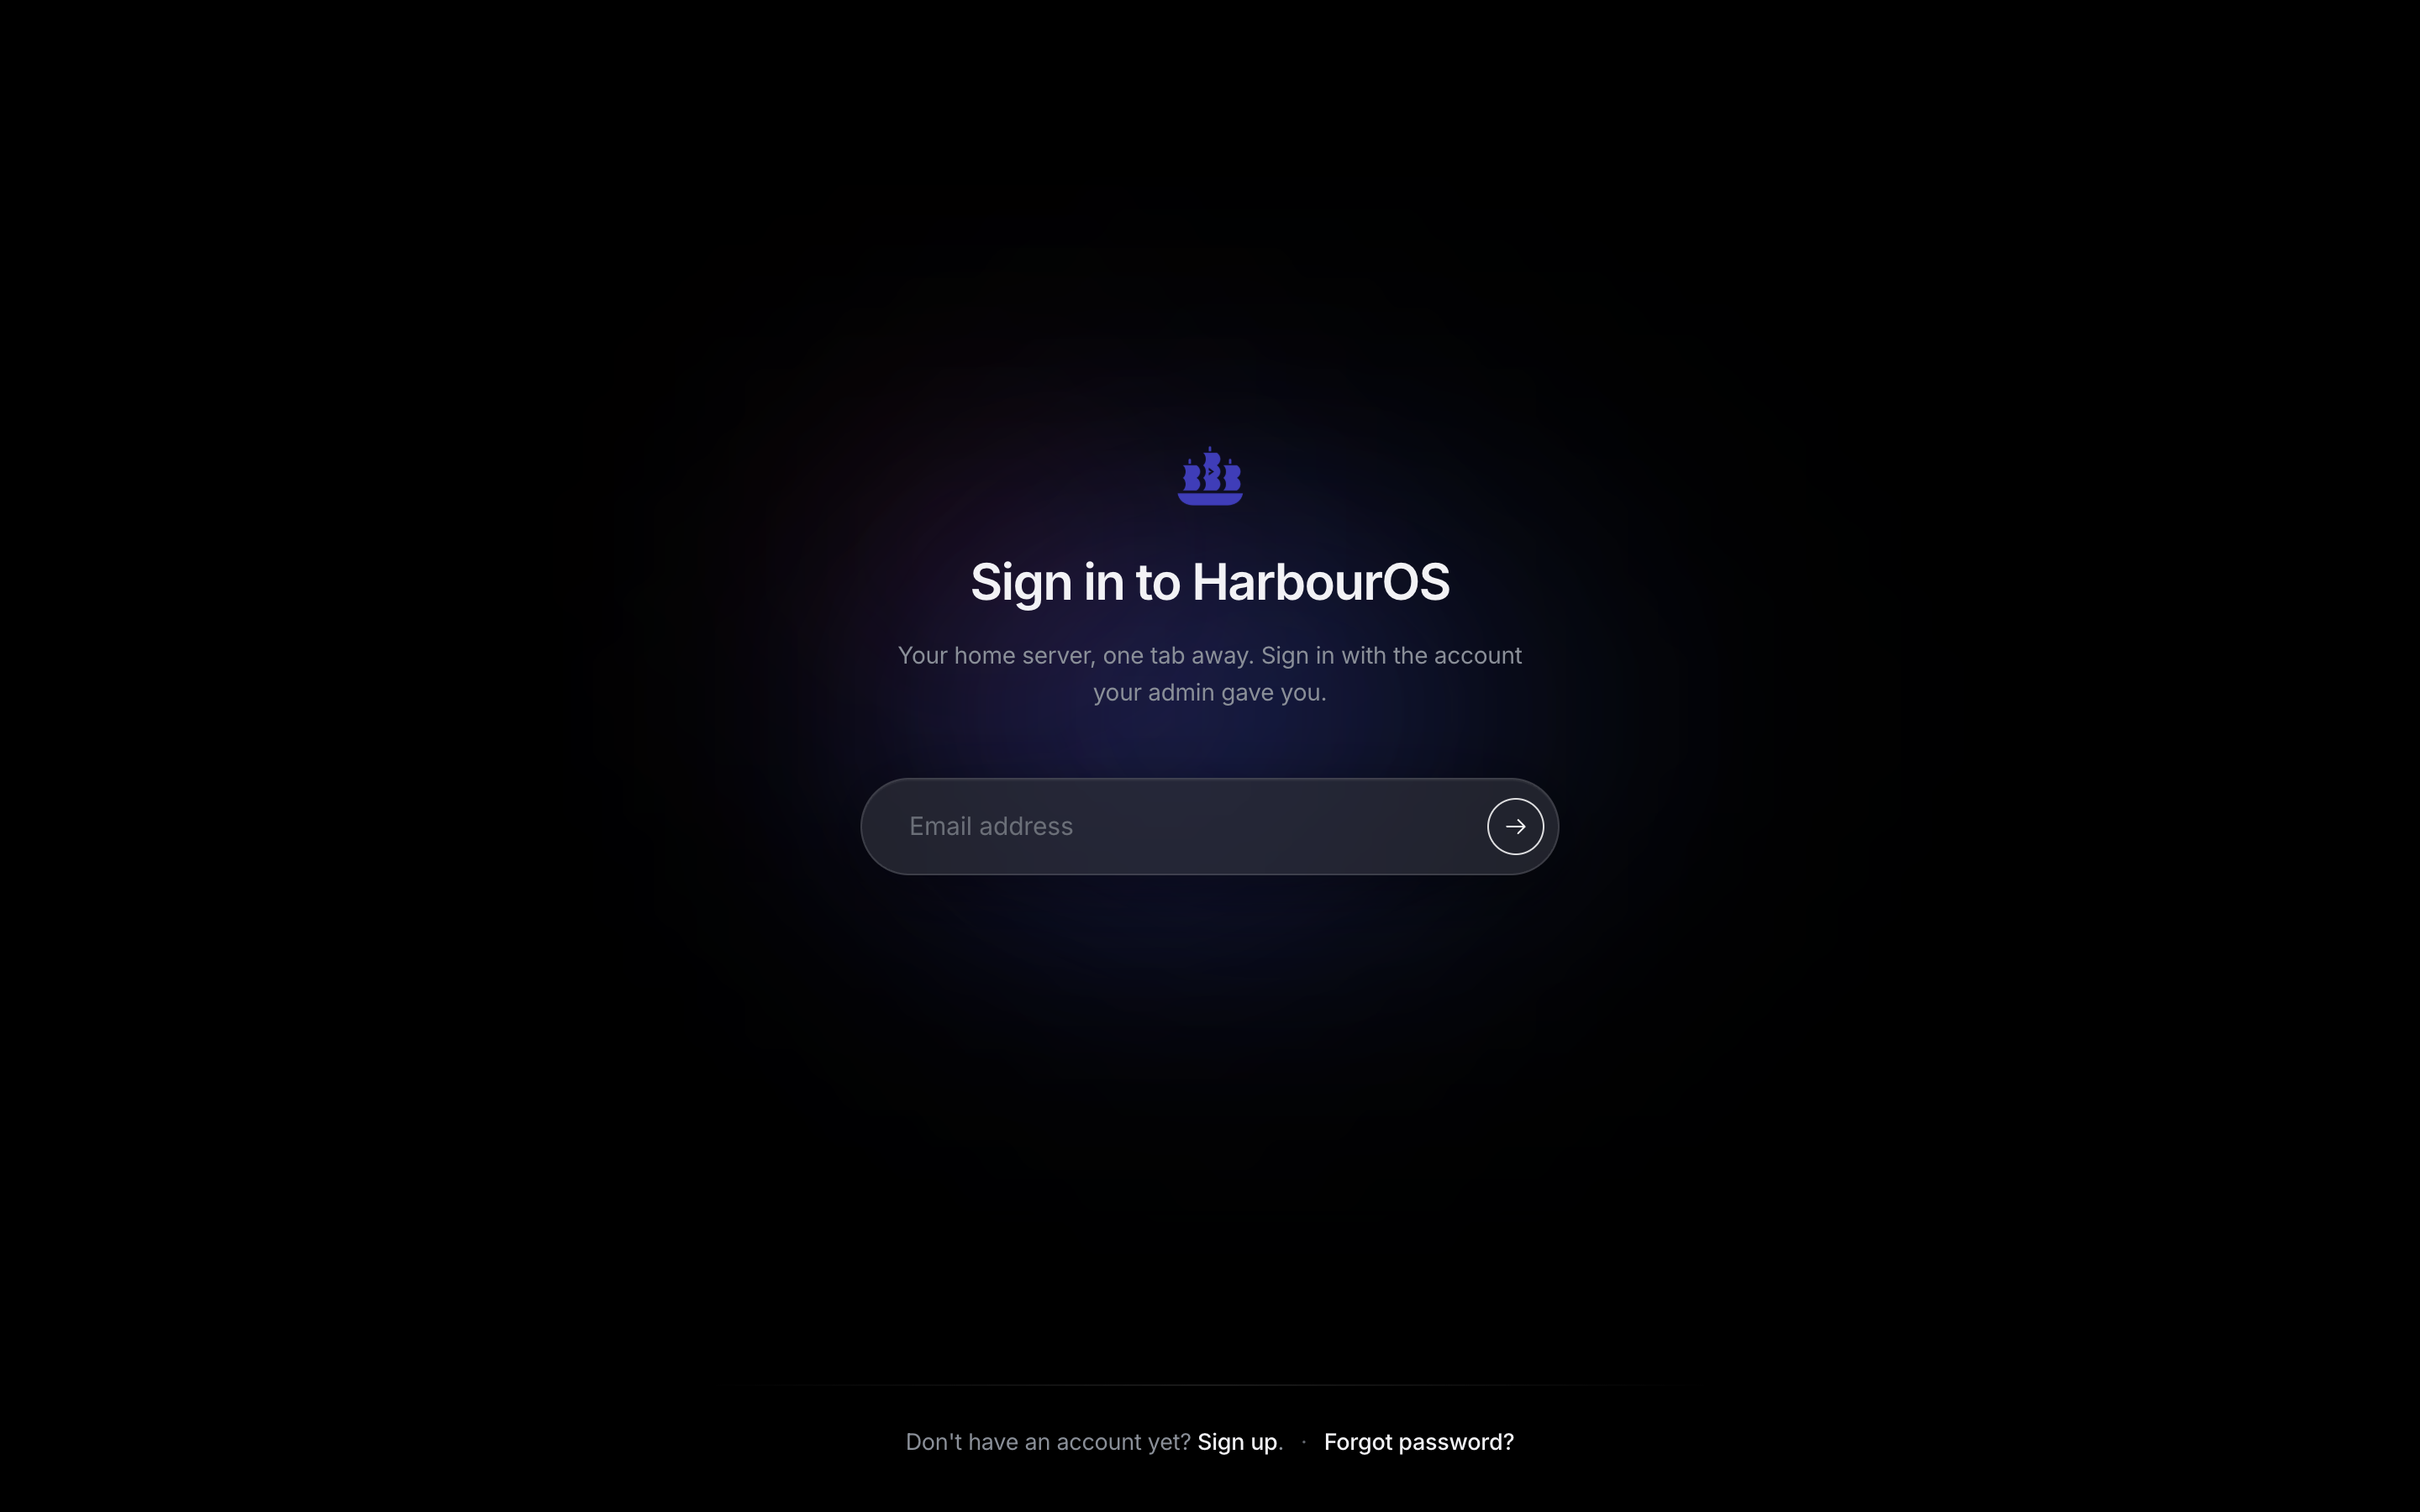 Sign in to HarbourOS
Your home server, one tab away. Sign in with the account
your admin gave you.
Email address
Don't have an account yet? Sign up. · Forgot password?